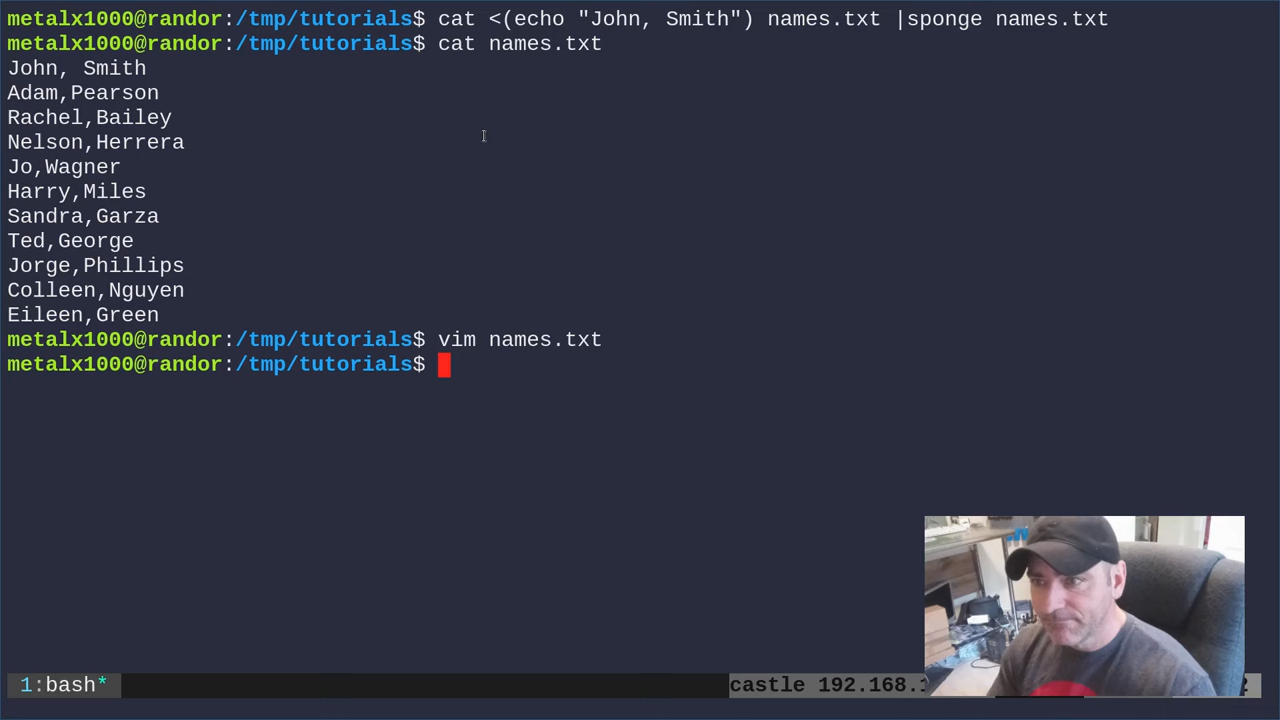 metalx1000@randor:/tmp/tutorials$ cat <(echo "John, Smith") names.txt |sponge names.txt
metalx1000@randor:/tmp/tutorials$ cat names.txt
John, Smith
Adam,Pearson
Rachel,Bailey
Nelson,Herrera
Jo,Wagner
Harry,Miles
Sandra,Garza
Ted,George
Jorge,Phillips
Colleen,Nguyen
Eileen,Green
metalx1000@randor:/tmp/tutorials$ vim names.txt
metalx1000@randor:/tmp/tutorials$
1:bash* castle 192.168.